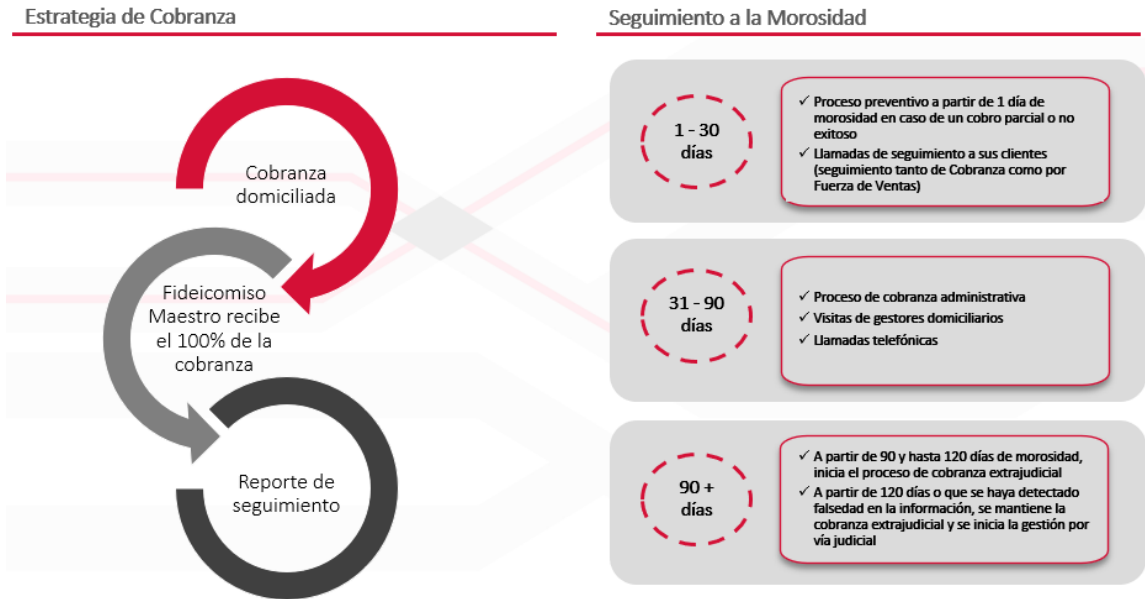 Estrategia de Cobranza
Cobranza
domiciliada
Fideicomiso
Maestro recibe
el 100% de la
cobranza
Reporte de
seguimiento
Seguimiento a la Morosidad
1 - 30
días
✓ Proceso preventivo a partir de 1 día de
morosidad en caso de un cobro parcial o no
exitoso
✓ Llamadas de seguimiento a sus clientes
(seguimiento tanto de Cobranza como por
Fuerza de Ventas)
31 - 90
días
✓ Proceso de cobranza administrativa
✓ Visitas de gestores domiciliarios
✓ Llamadas telefónicas
90 +
días
✓ A partir de 90 y hasta 120 días de morosidad,
inicia el proceso de cobranza extrajudicial
✓ A partir de 120 días o que se haya detectado
falsedad en la información, se mantiene la
cobranza extrajudicial y se inicia la gestión por
vía judicial